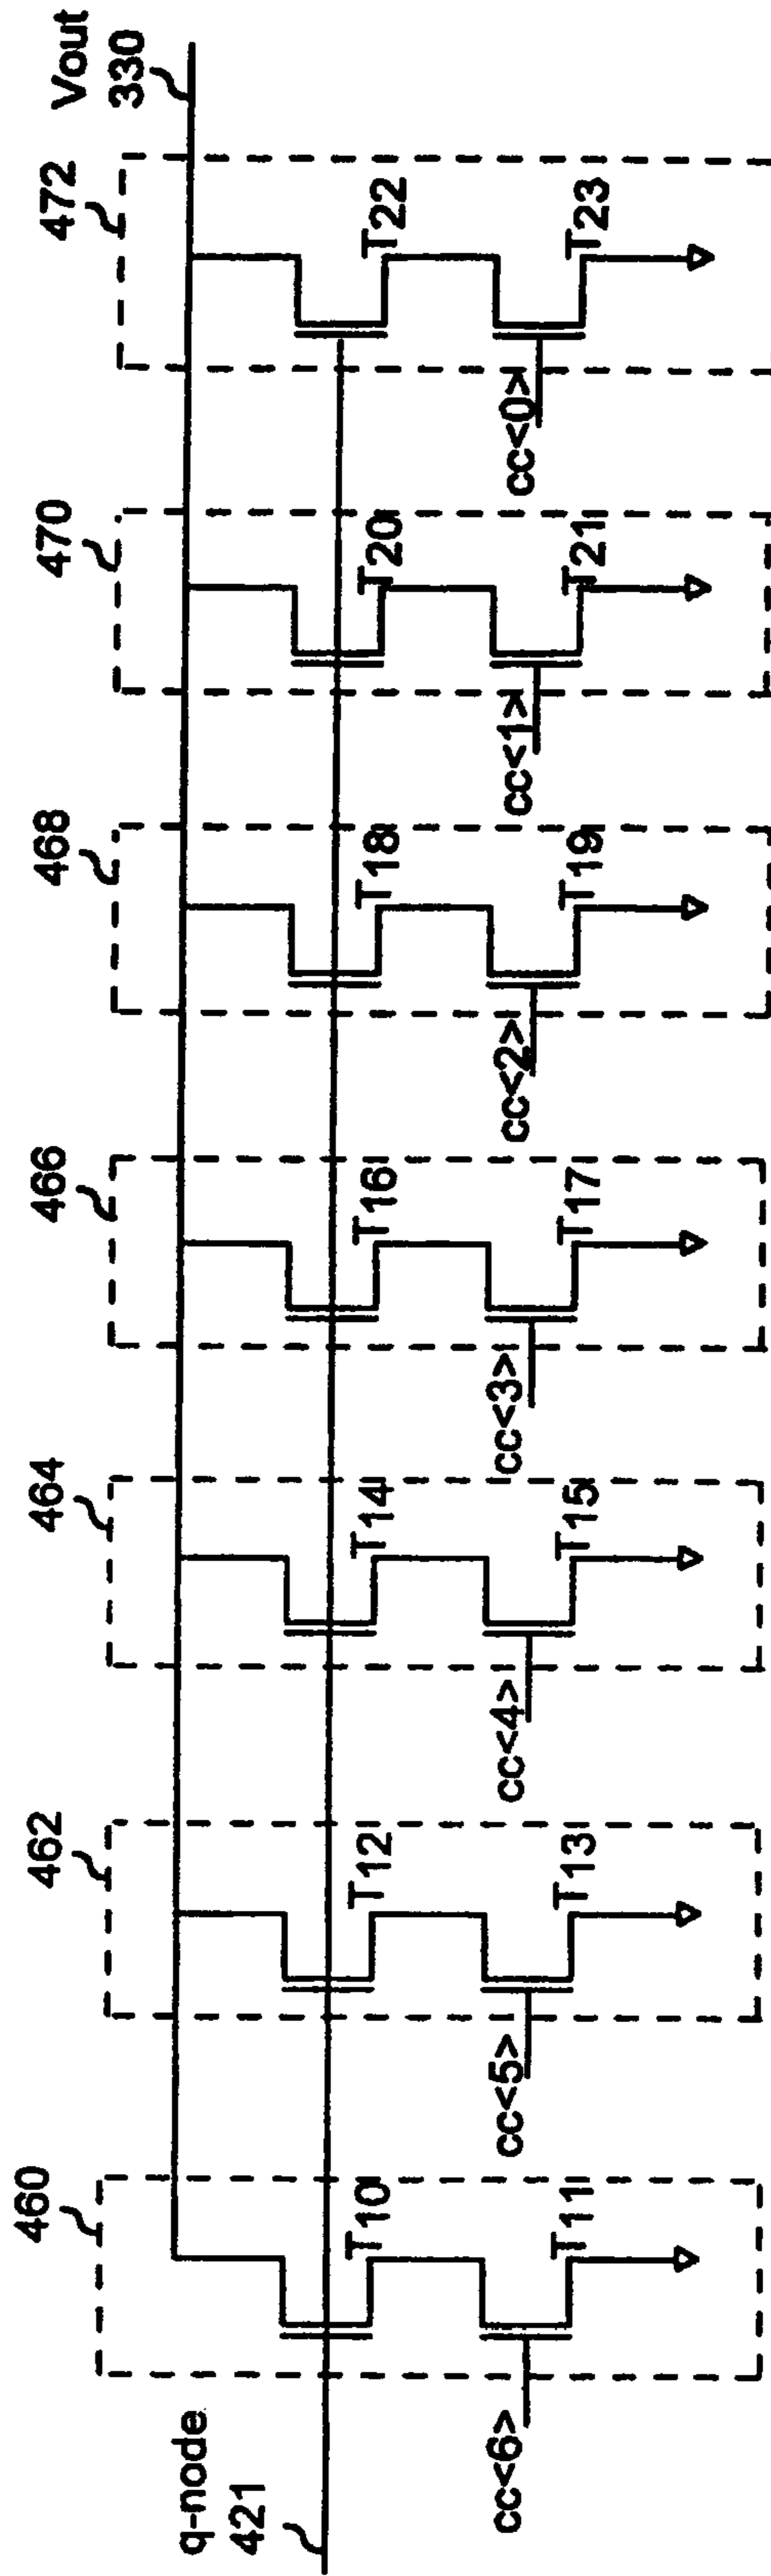 Vout
330
472
T22
T23
cc<0>
470
T20
T21
cc<1>
468
T18
T19
cc<2>
466
T16
T17
cc<3>
464
T14
T15
cc<4>
462
T12
T13
cc<5>
460
T10
T11
cc<6>
q-node
421